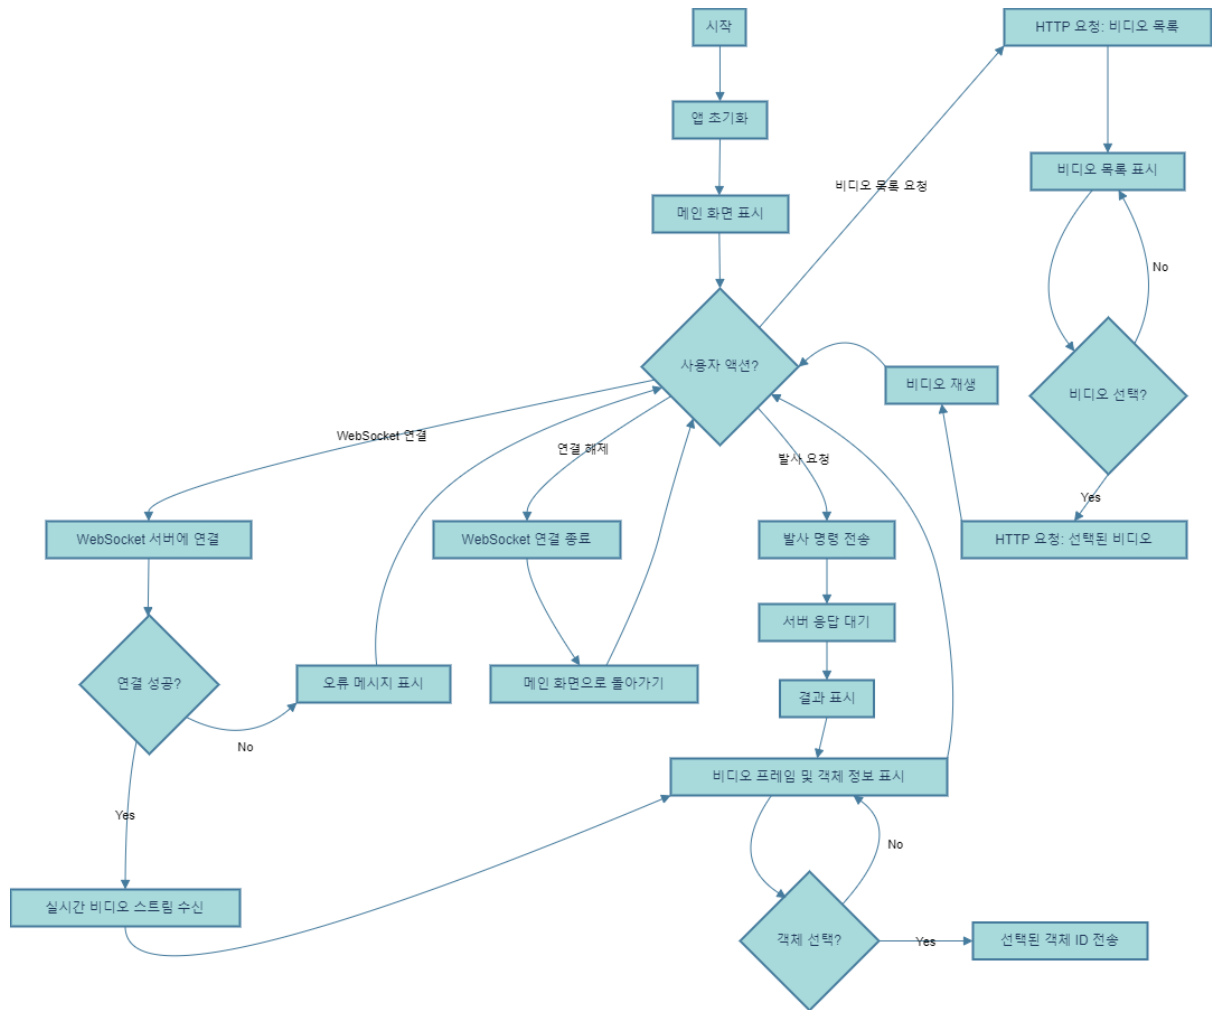 시작
HTTP 요청: 비디오 목록
앱 초기화
비디오 목록 표시
비디오 목록 요청
메인 화면 표시
No
사용자 액션?
비디오 재생
비디오 선택?
WebSocket 연결
연결 해제
발사 요청
Yes
WebSocket 서버에 연결
WebSocket 연결 종료
발사 명령 전송
HTTP 요청: 선택된 비디오
서버 응답 대기
연결 성공?
오류 메시지 표시
메인 화면으로 돌아가기
결과 표시
No
비디오 프레임 및 객체 정보 표시
Yes
No
실시간 비디오 스트림 수신
객체 선택?
Yes
선택된 객체 ID 전송